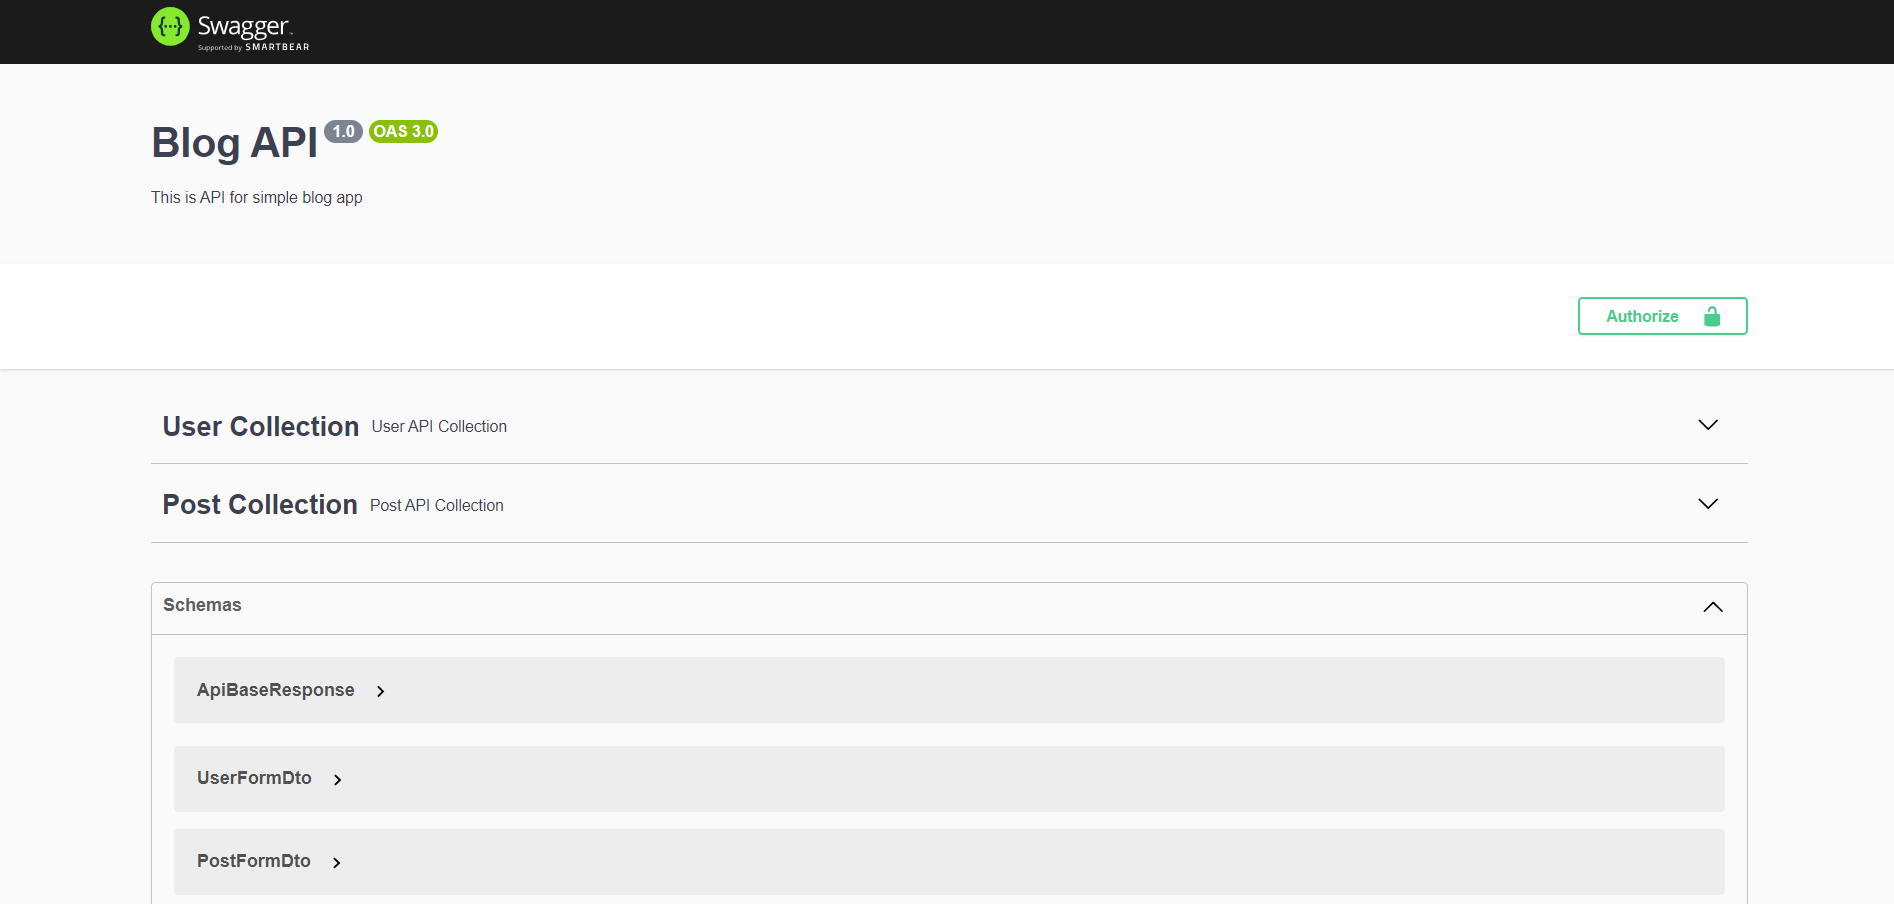 Swagger
Supported by SMARTBEAR
Blog API 1.0 OAS 3.0
This is API for simple blog app
Authorize
User Collection User API Collection
Post Collection Post API Collection
Schemas
ApiBaseResponse
UserFormDto
PostFormDto